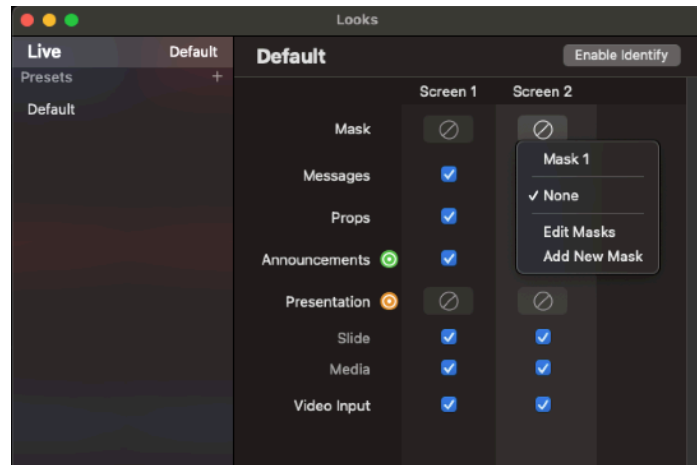 Looks
Live Default
Presets +
Default
Default Enable Identify
Screen 1 Screen 2
Mask
Messages
Props
Announcements
Presentation
Slide
Media
Video Input
Mask 1
✓ None
Edit Masks
Add New Mask